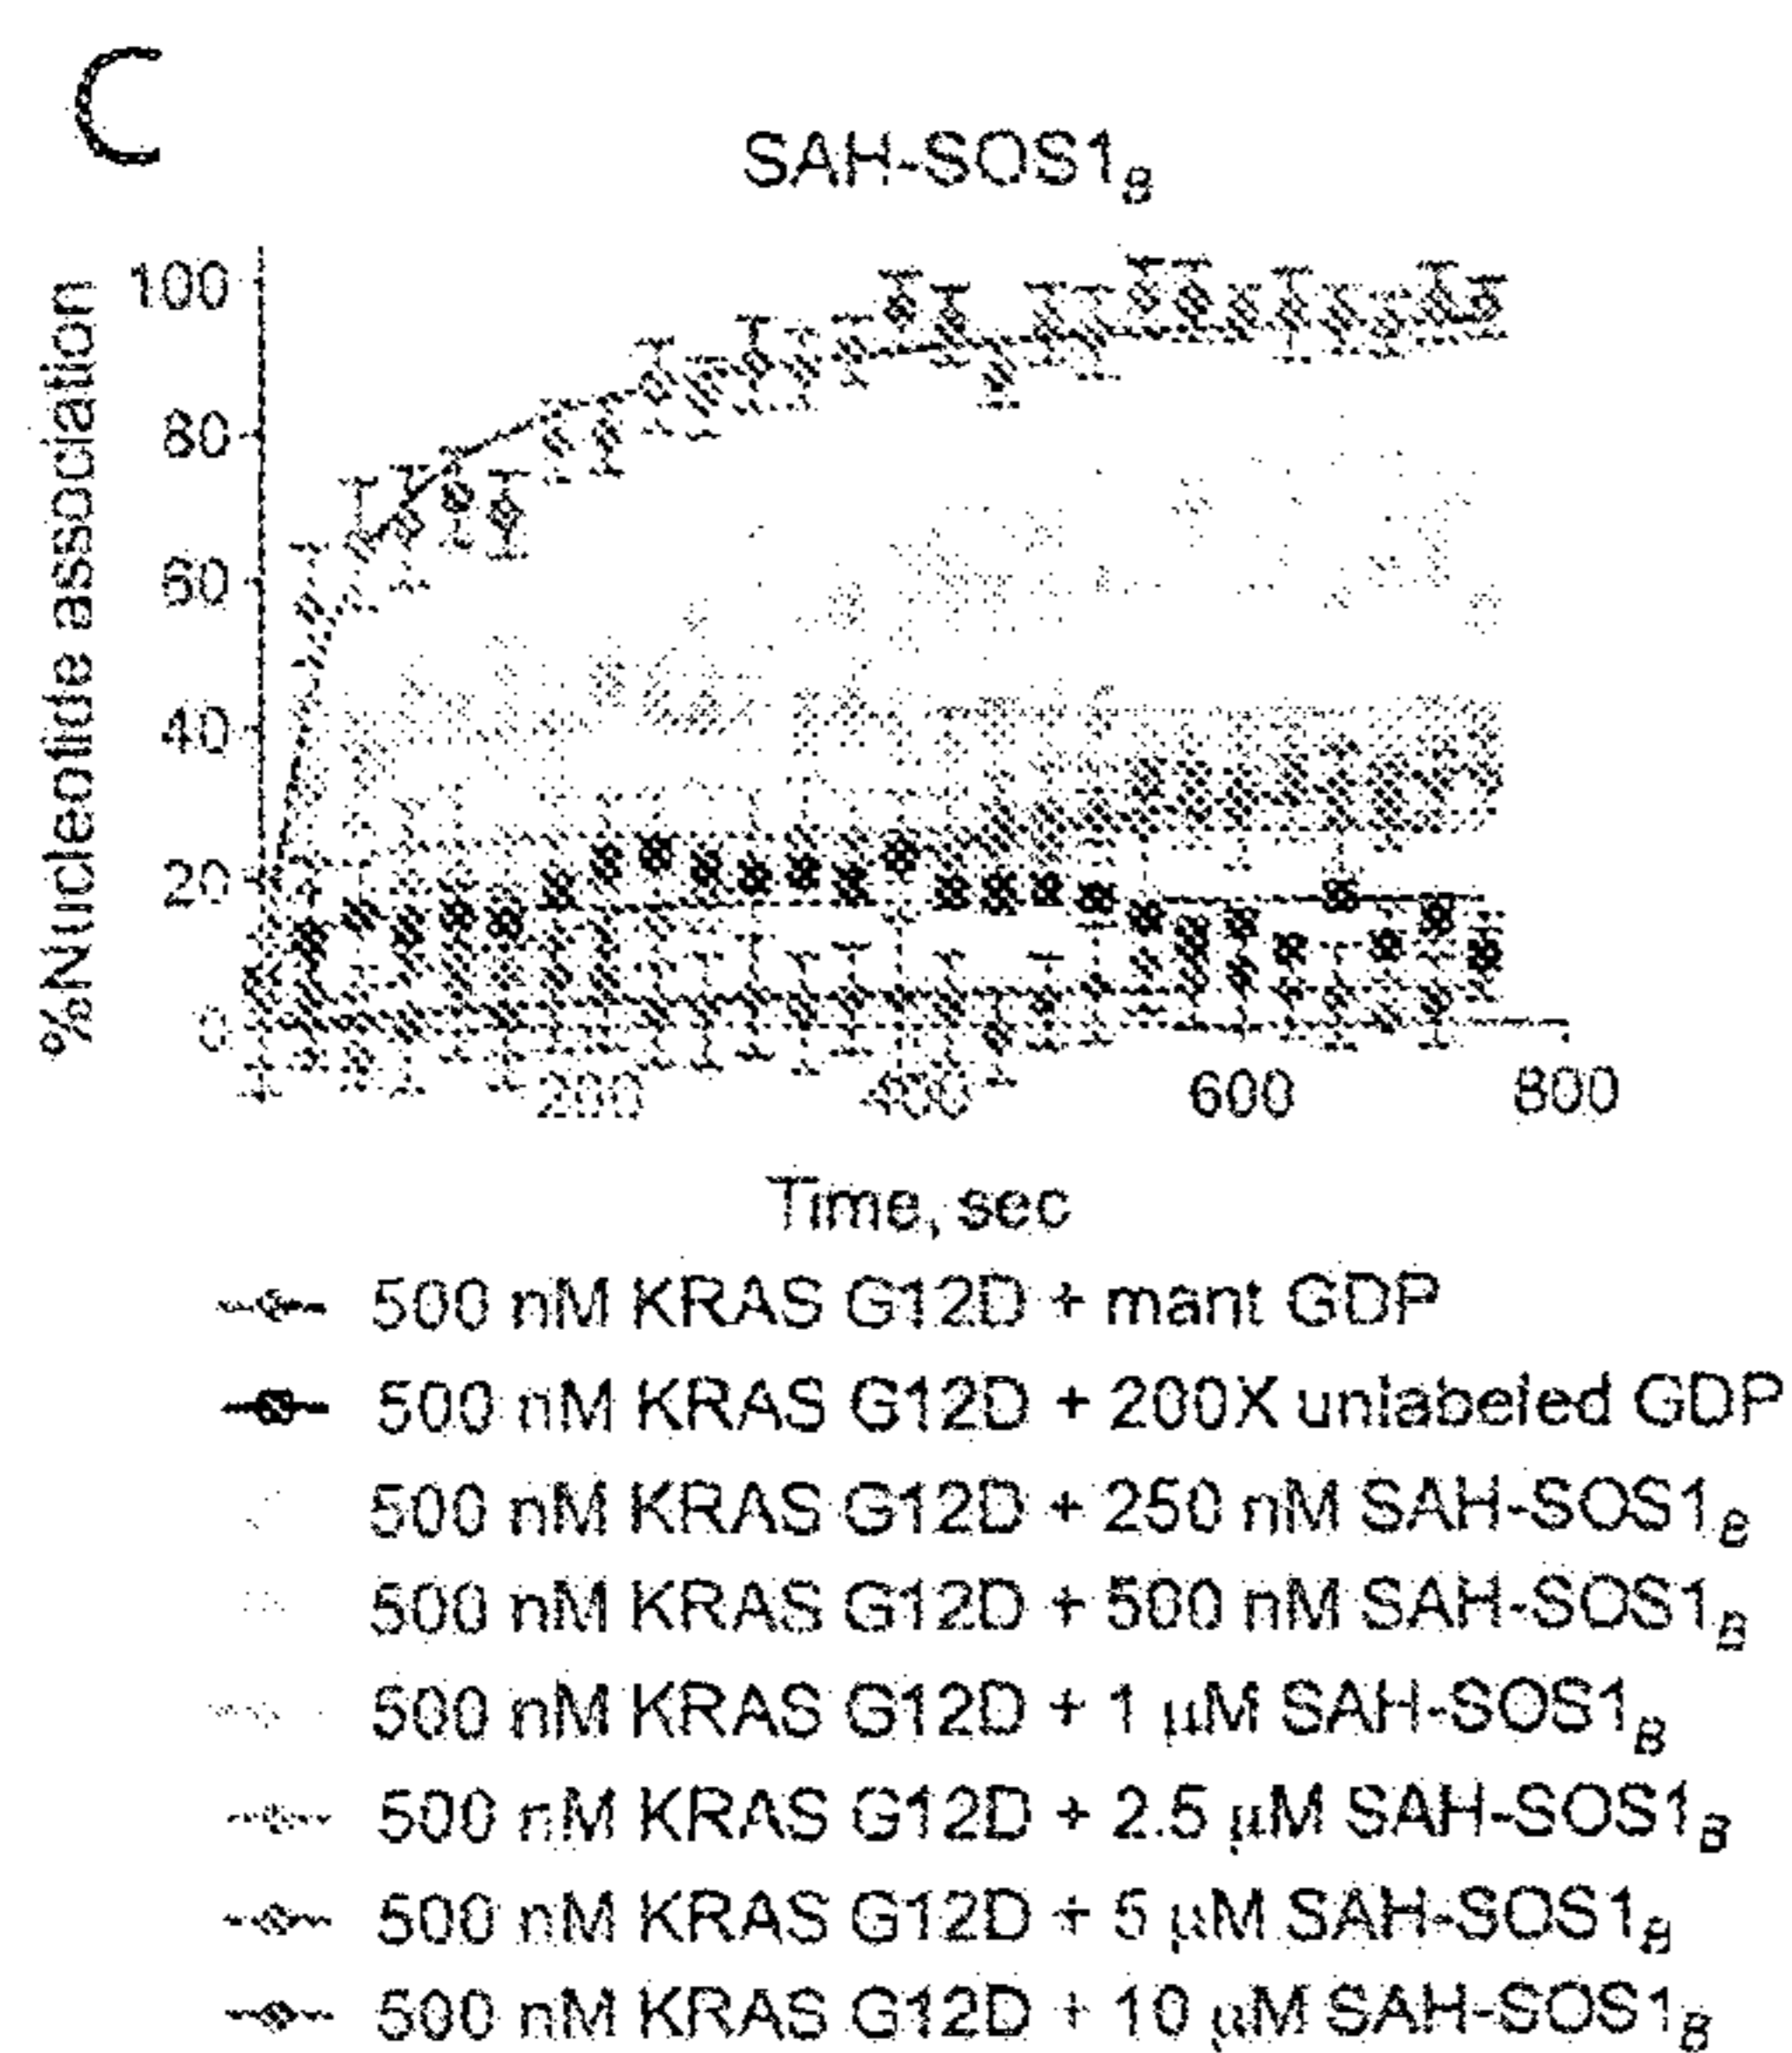 C
SAH-SOS1B
%Nucleotide association
100
80
60
40
20
0
200
400
600
800
Time, sec
500 nM KRAS G12D + mant GDP
500 nM KRAS G12D + 200X unlabeled GDP
500 nM KRAS G12D + 250 nM SAH-SOS1B
500 nM KRAS G12D + 500 nM SAH-SOS1B
500 nM KRAS G12D + 1 µM SAH-SOS1B
500 nM KRAS G12D + 2.5 µM SAH-SOS1B
500 nM KRAS G12D + 5 µM SAH-SOS1B
500 nM KRAS G12D + 10 µM SAH-SOS1B